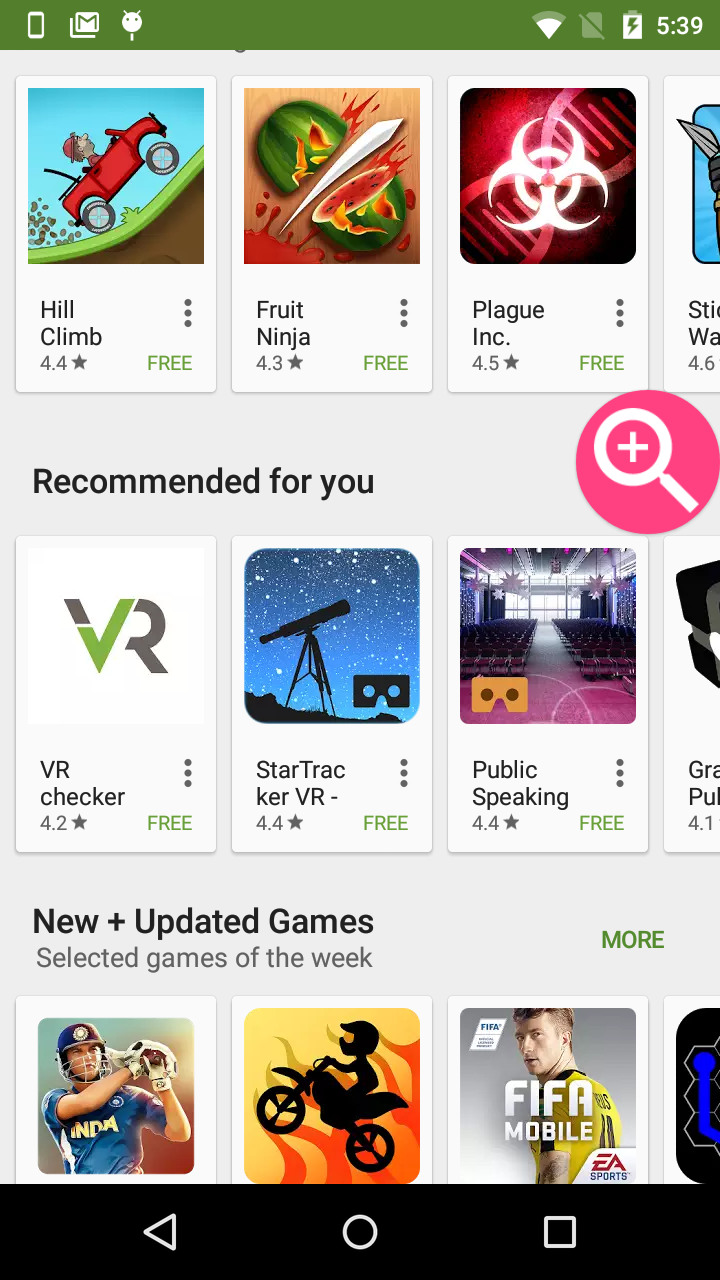 5:39
Hill
Climb
4.4
FREE
Fruit
Ninja
4.3
FREE
Plague
Inc.
4.5
FREE
Stic
Wa
4.6
Recommended for you
VR
VR
checker
4.2
FREE
StarTrac
ker VR -
4.4
FREE
Public
Speaking
4.4
FREE
Gra
Pul
4.1
New + Updated Games
MORE
Selected games of the week
INDA
FIFA
FIFA
MOBILE
EA
SPORTS